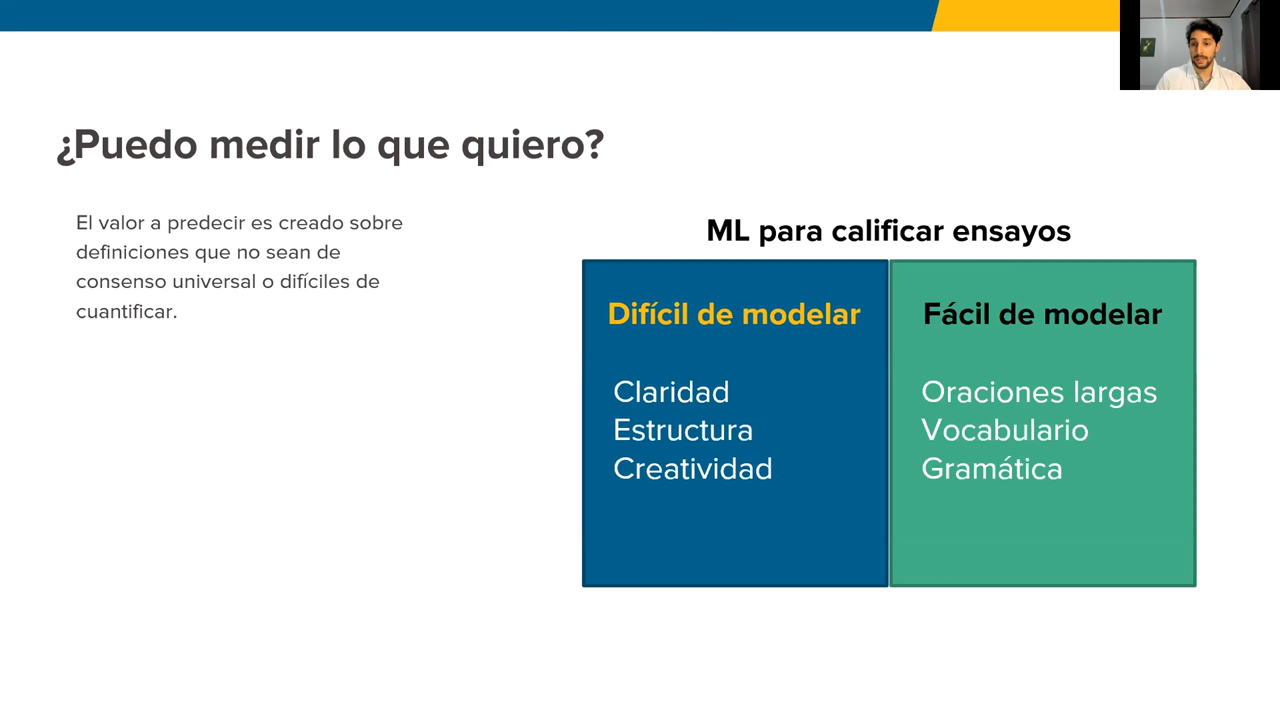 ¿Puedo medir lo que quiero?
El valor a predecir es creado sobre
definiciones que no sean de
consenso universal o difíciles de
cuantificar.
ML para calificar ensayos
Difícil de modelar
Claridad
Estructura
Creatividad
Fácil de modelar
Oraciones largas
Vocabulario
Gramática